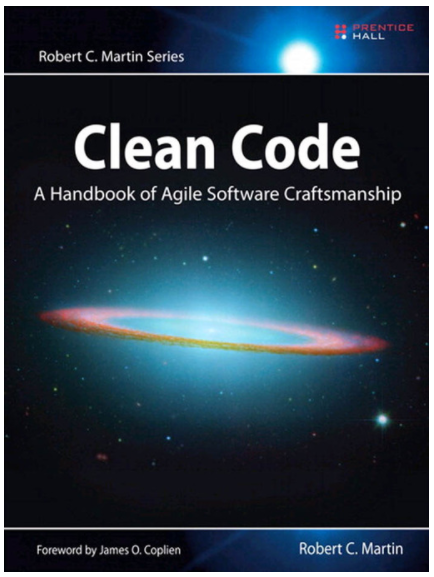 PRENTICE
HALL
Robert C. Martin Series
Clean Code
A Handbook of Agile Software Craftsmanship
Foreword by James O. Coplien
Robert C. Martin